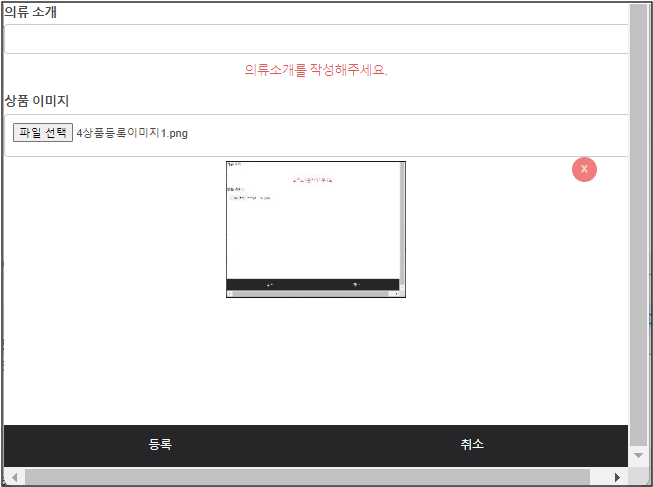 의류 소개
의류소개를 작성해주세요.
상품 이미지
파일 선택 4상품등록이미지1.png
x
등록 취소